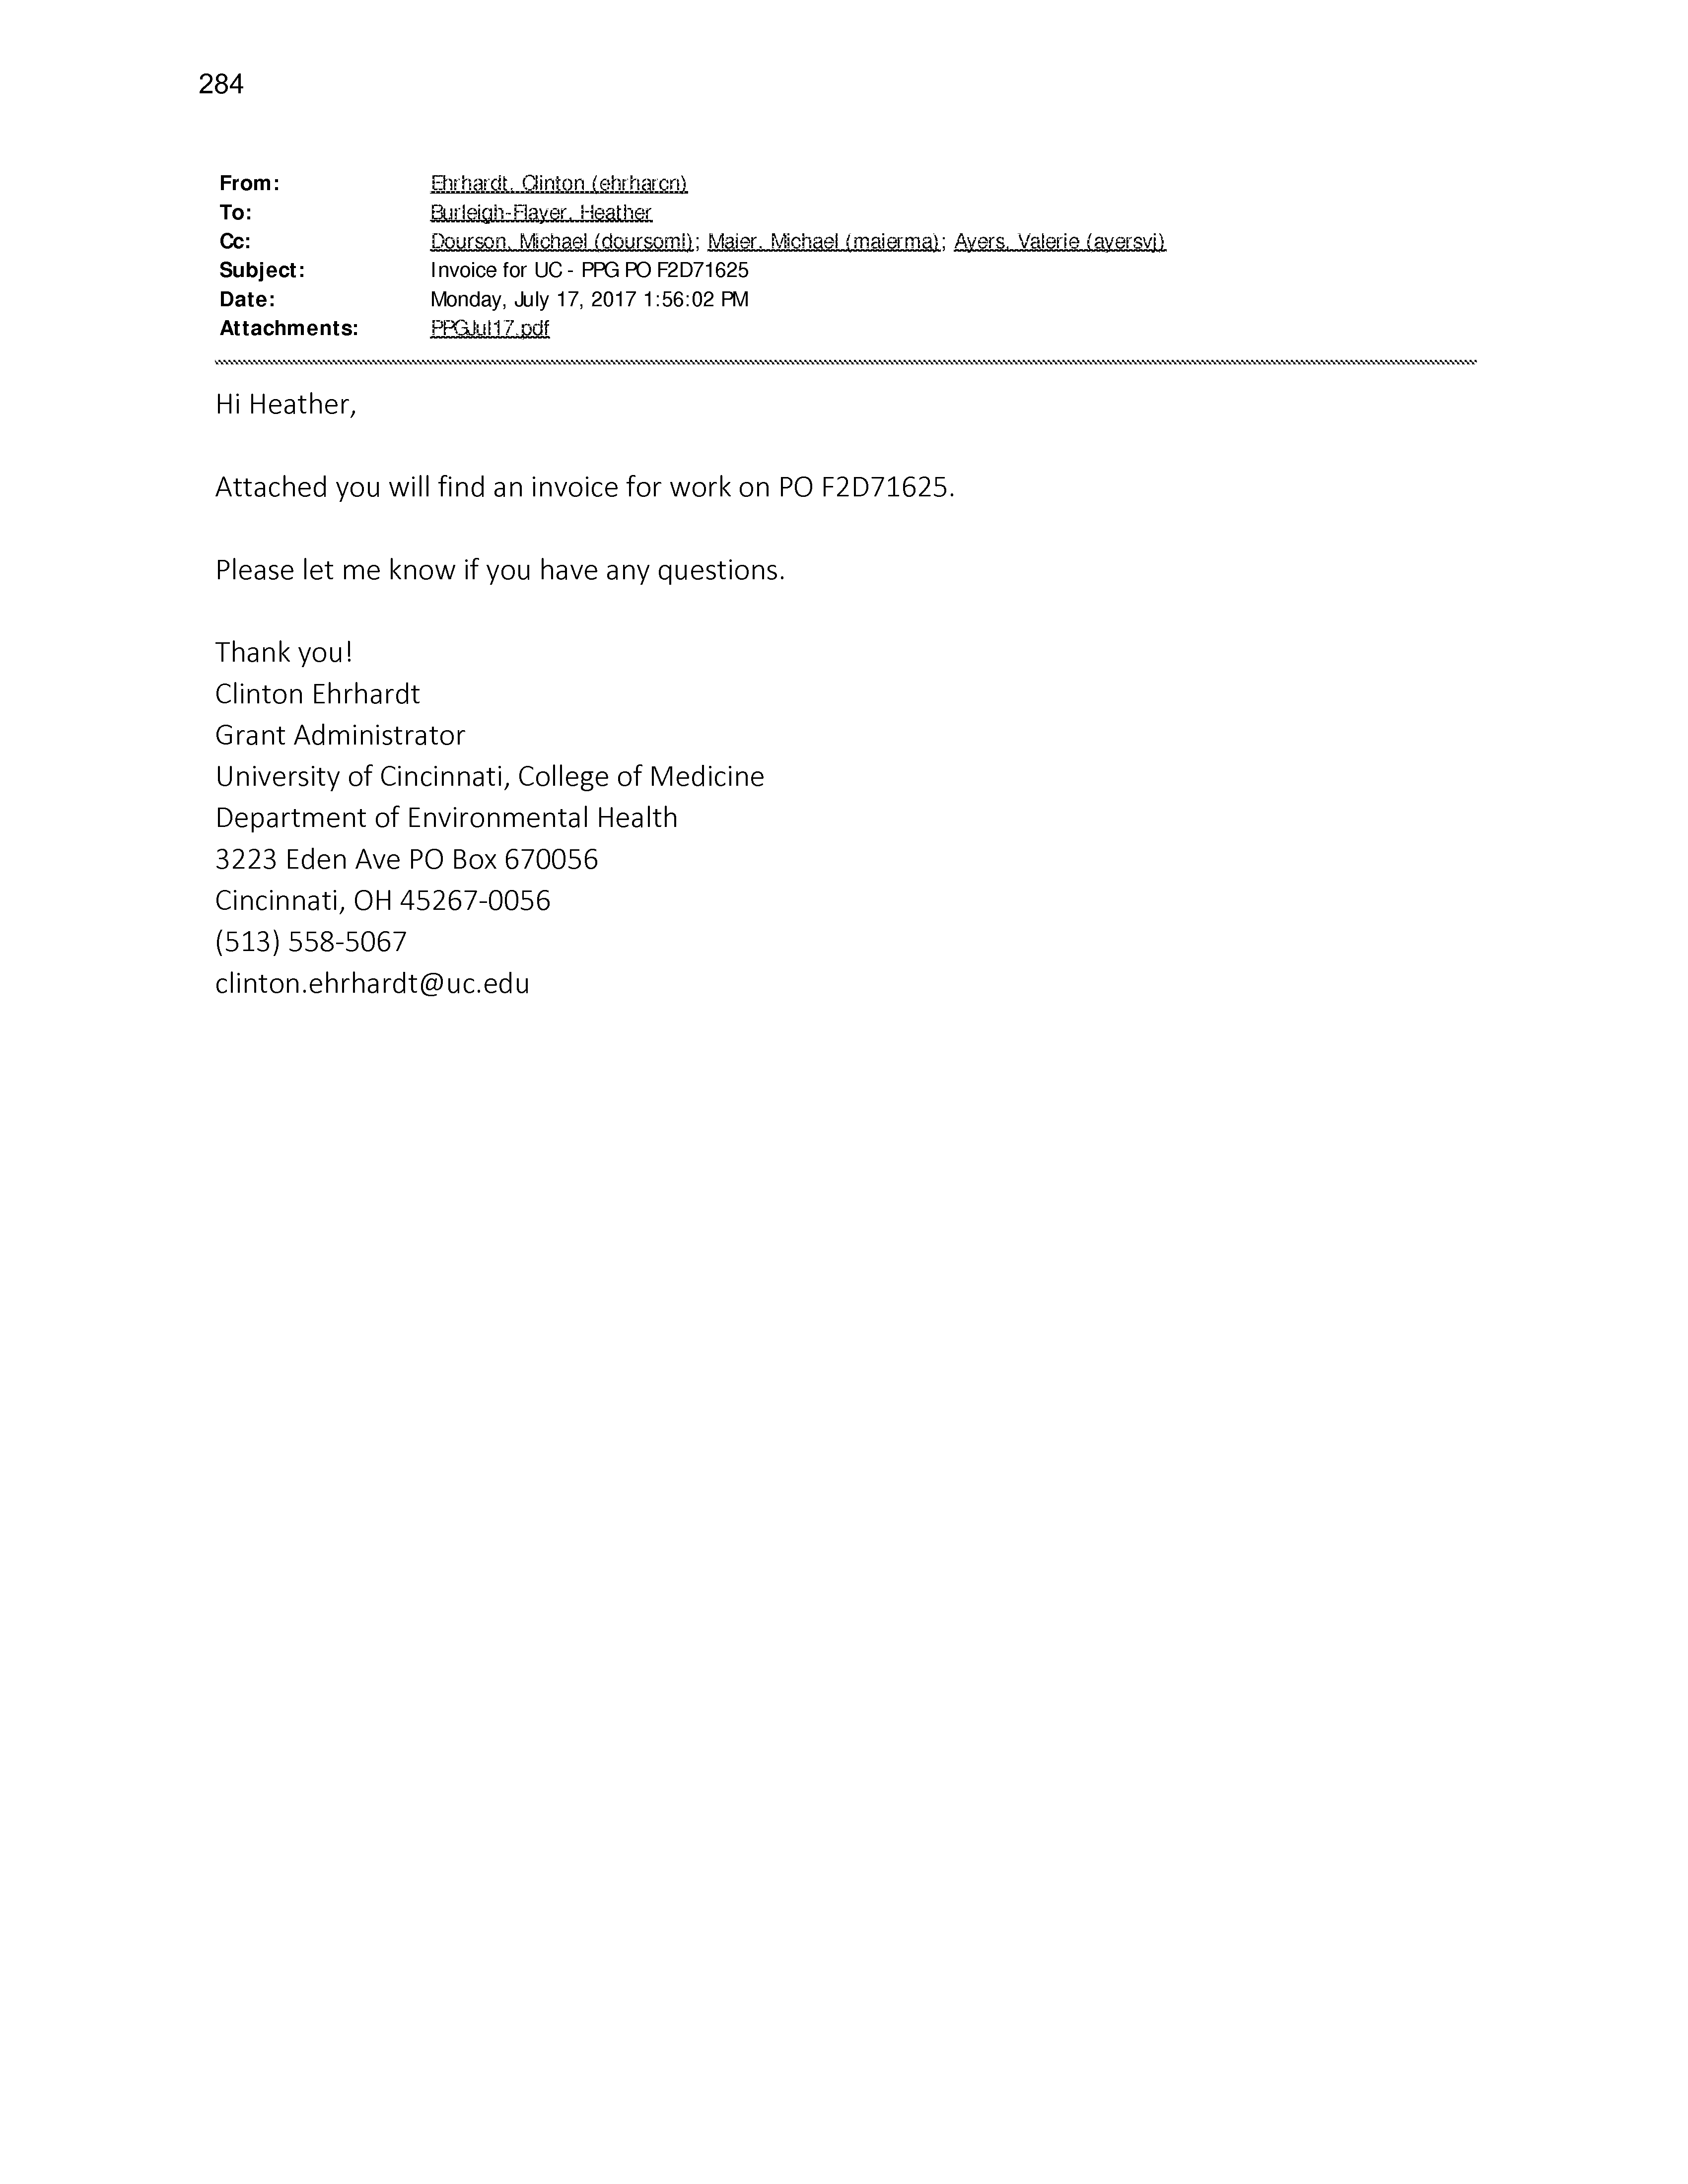 284
From: Ehrhardt, Clinton (ehrharcn)
To: Burleigh-Flayer, Heather
Cc: Dourson, Michael (doursoml); Maier, Michael (maierma); Ayers, Valerie (ayersvj)
Subject: Invoice for UC - PPG PO F2D71625
Date: Monday, July 17, 2017 1:56:02 PM
Attachments: PPGJul17.pdf
Hi Heather,
Attached you will find an invoice for work on PO F2D71625.
Please let me know if you have any questions.
Thank you!
Clinton Ehrhardt
Grant Administrator
University of Cincinnati, College of Medicine
Department of Environmental Health
3223 Eden Ave PO Box 670056
Cincinnati, OH 45267-0056
(513) 558-5067
clinton.ehrhardt@uc.edu